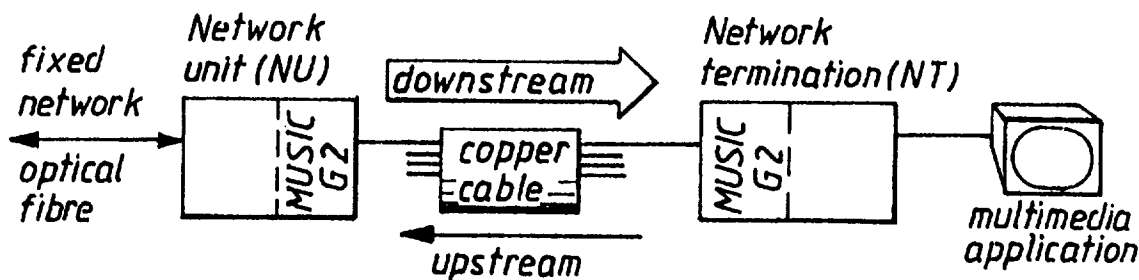 fixed
network
optical
fibre
Network
unit (NU)
MUSIC
G2
downstream
copper
cable
upstream
Network
termination (NT)
MUSIC
G2
multimedia
application